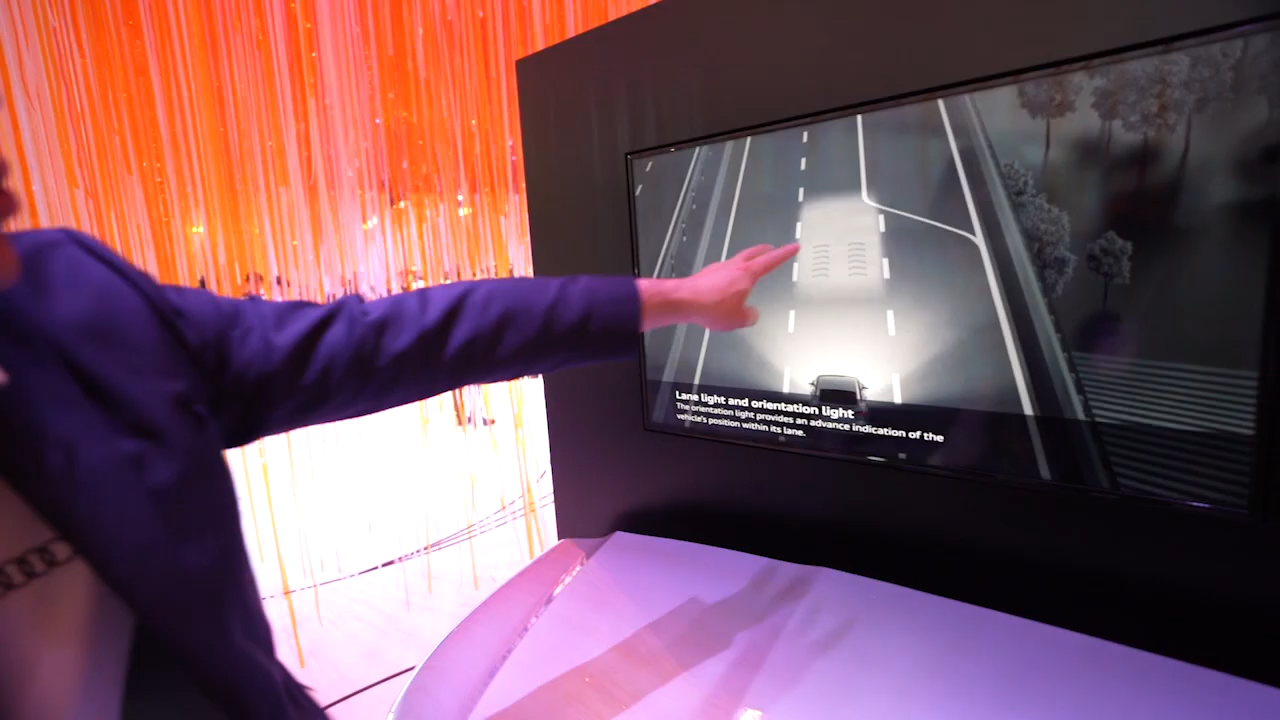 Lane light and orientation light
The orientation light provides an advance indication of the
vehicle's position within its lane.